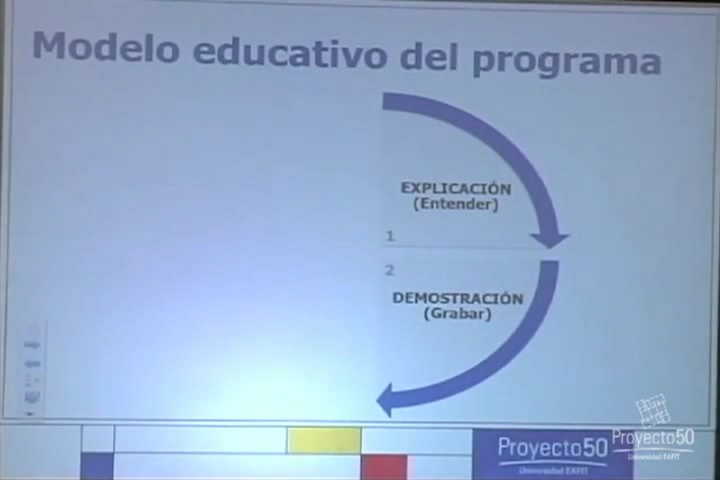 Modelo educativo del programa
EXPLICACIÓN
(Entender)
1
2
DEMOSTRACIÓN
(Grabar)
Proyecto50
Universidad EAFIT
Proyecto50
Universidad EAFIT